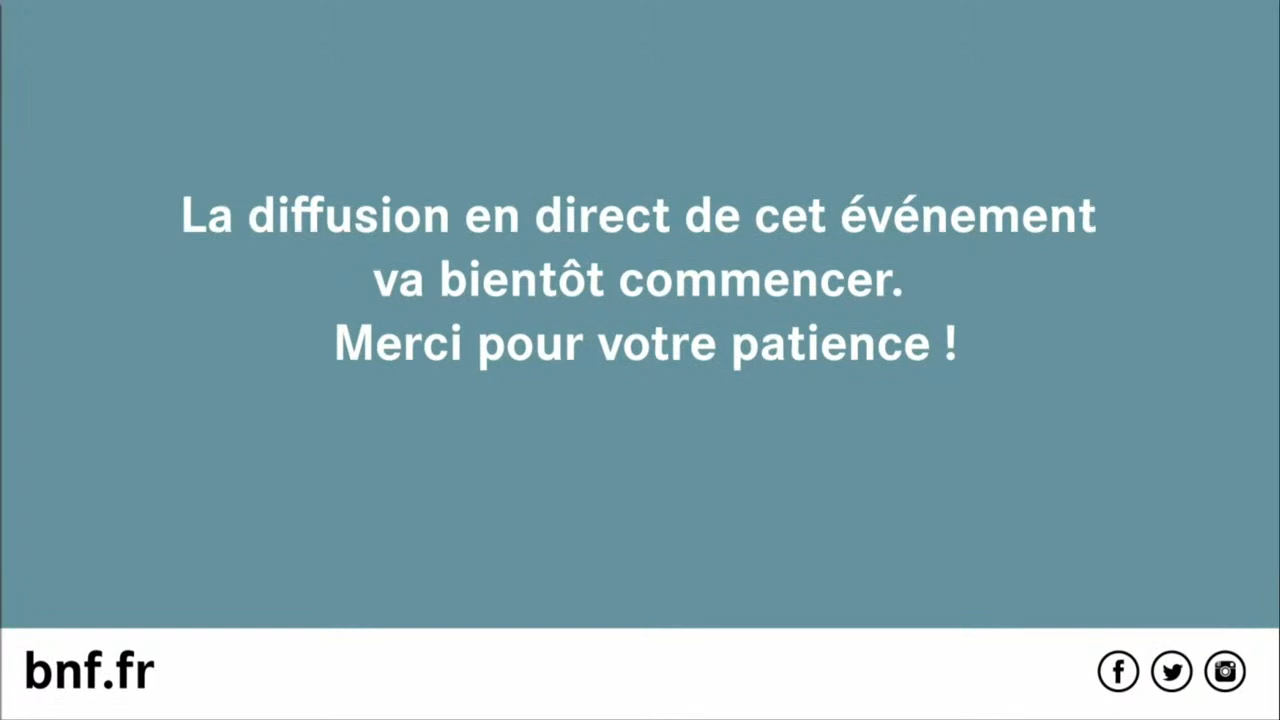 La diffusion en direct de cet événement
va bientôt commencer.
Merci pour votre patience !
bnf.fr